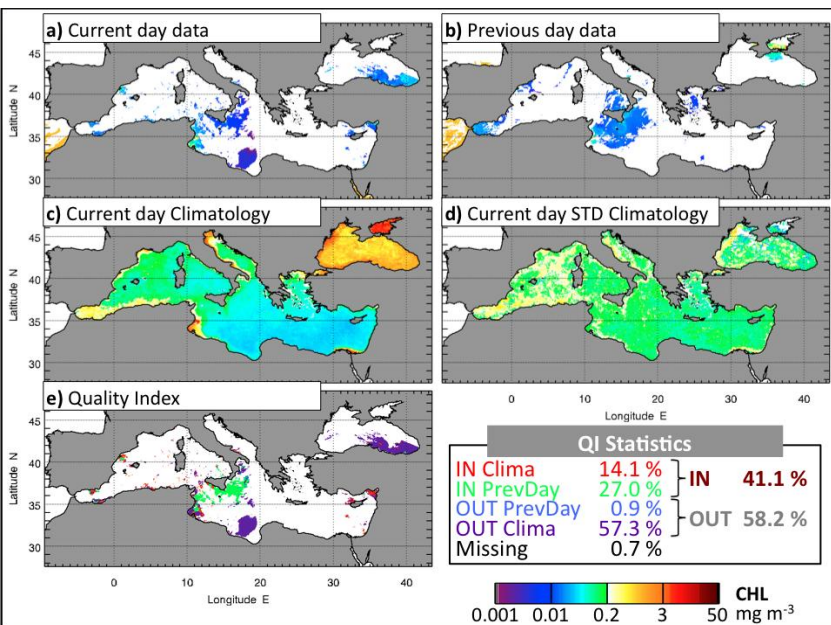 a) Current day data
b) Previous day data
45
40
35
30
Latitude N
c) Current day Climatology
d) Current day STD Climatology
45
40
35
30
Latitude N
0 10 20 30 40
Longitude E
e) Quality Index
45
40
35
30
Latitude N
0 10 20 30 40
Longitude E
QI Statistics
IN Clima 14.1 %
IN PrevDay 27.0 %
IN 41.1 %
OUT PrevDay 0.9 %
OUT Clima 57.3 %
OUT 58.2 %
Missing 0.7 %
CHL
0.001 0.01 0.2 3 50 mg m-3